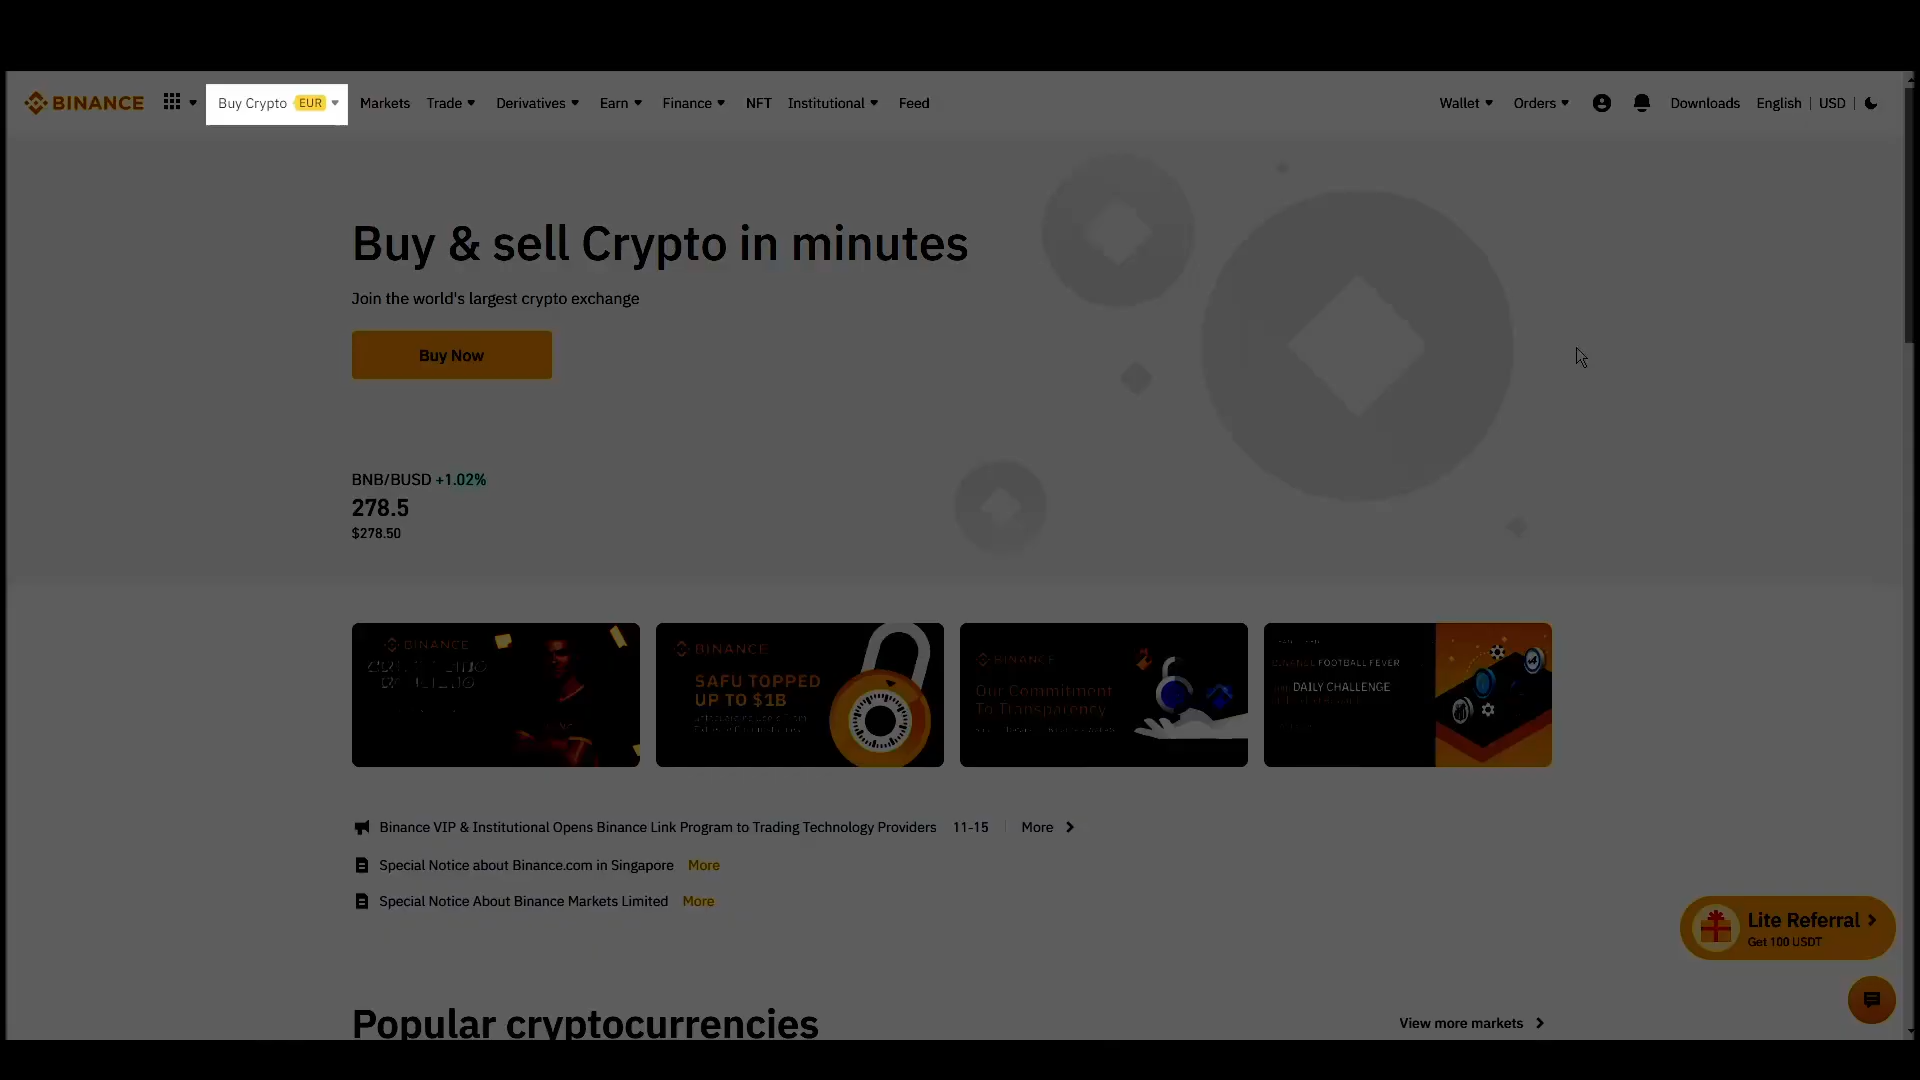 BINANCE Buy Crypto EUR Markets Trade Derivatives Earn Finance NFT Institutional Feed Wallet Orders Downloads English | USD |
Buy & sell Crypto in minutes
Join the world's largest crypto exchange
Buy Now
BNB/BUSD +1.02%
278.5
$278.50
BINANCE
BINANCE
SAFU TOPPED
UP TO $1B
BINANCE
Our Commitment
To Transparency
FOOTBALL FEVER
DAILY CHALLENGE
Binance VIP & Institutional Opens Binance Link Program to Trading Technology Providers 11-15 More
Special Notice about Binance.com in Singapore More
Special Notice About Binance Markets Limited More
Lite Referral
Get 100 USDT
Popular cryptocurrencies
View more markets